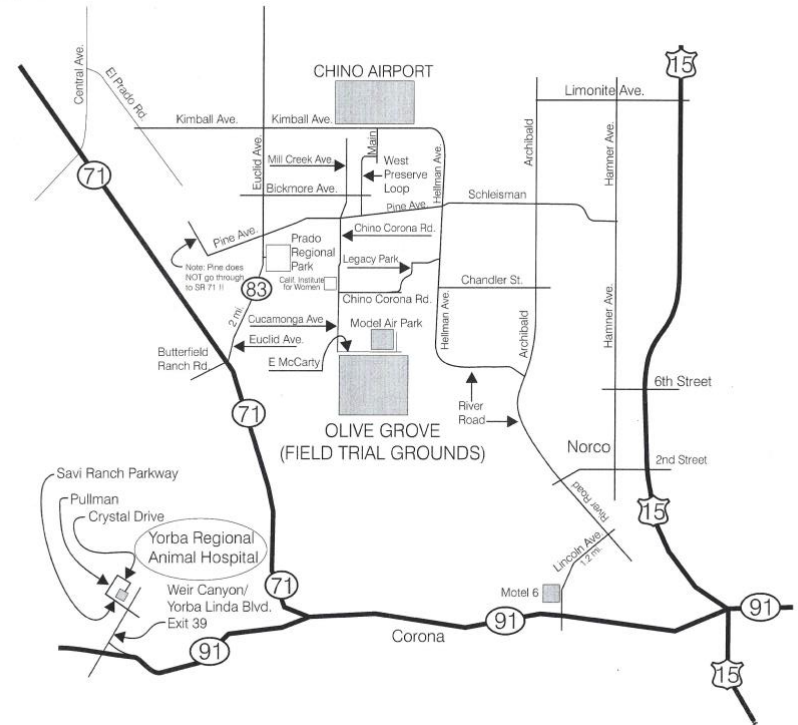 Central Ave.
El Prado Rd.
CHINO AIRPORT
15
Limonite Ave.
Kimball Ave.
Kimball Ave.
Euclid Ave.
Main
Hellman Ave.
Archibald
Hamner Ave.
Mill Creek Ave.
West
Preserve
Loop
71
Bickmore Ave.
Schleisman
Pine Ave.
Pine Ave.
Chino Corona Rd.
Prado
Regional
Park
Note: Pine does
NOT go through
to SR 71 !!
Legacy Park
Calif. Institute
for Women
83
Chandler St.
Chino Corona Rd.
2 mi.
Cucamonga Ave.
Model Air Park
Hellman Ave.
Archibald
Hamner Ave.
Euclid Ave.
Butterfield
Ranch Rd.
E McCarty
71
6th Street
River
Road
OLIVE GROVE
(FIELD TRIAL GROUNDS)
Norco
2nd Street
Savi Ranch Parkway
Pullman
Crystal Drive
River Road
15
Yorba Regional
Animal Hospital
Lincoln Ave.
1.2 mi.
Weir Canyon/
Yorba Linda Blvd.
Exit 39
71
Motel 6
91
91
Corona
91
15